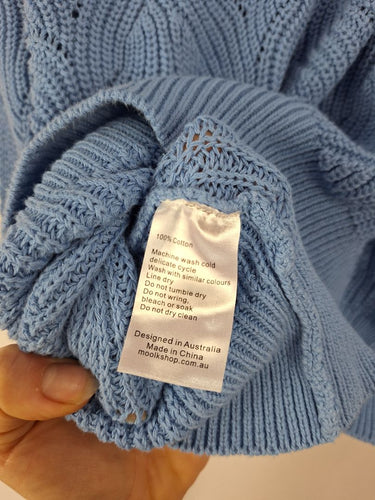 100% Cotton
Machine wash cold
delicate cycle
Wash with similar colours
Line dry
Do not tumble dry
Do not wring,
bleach or soak
Do not dry clean
Designed in Australia
Made in China
moolkshop.com.au